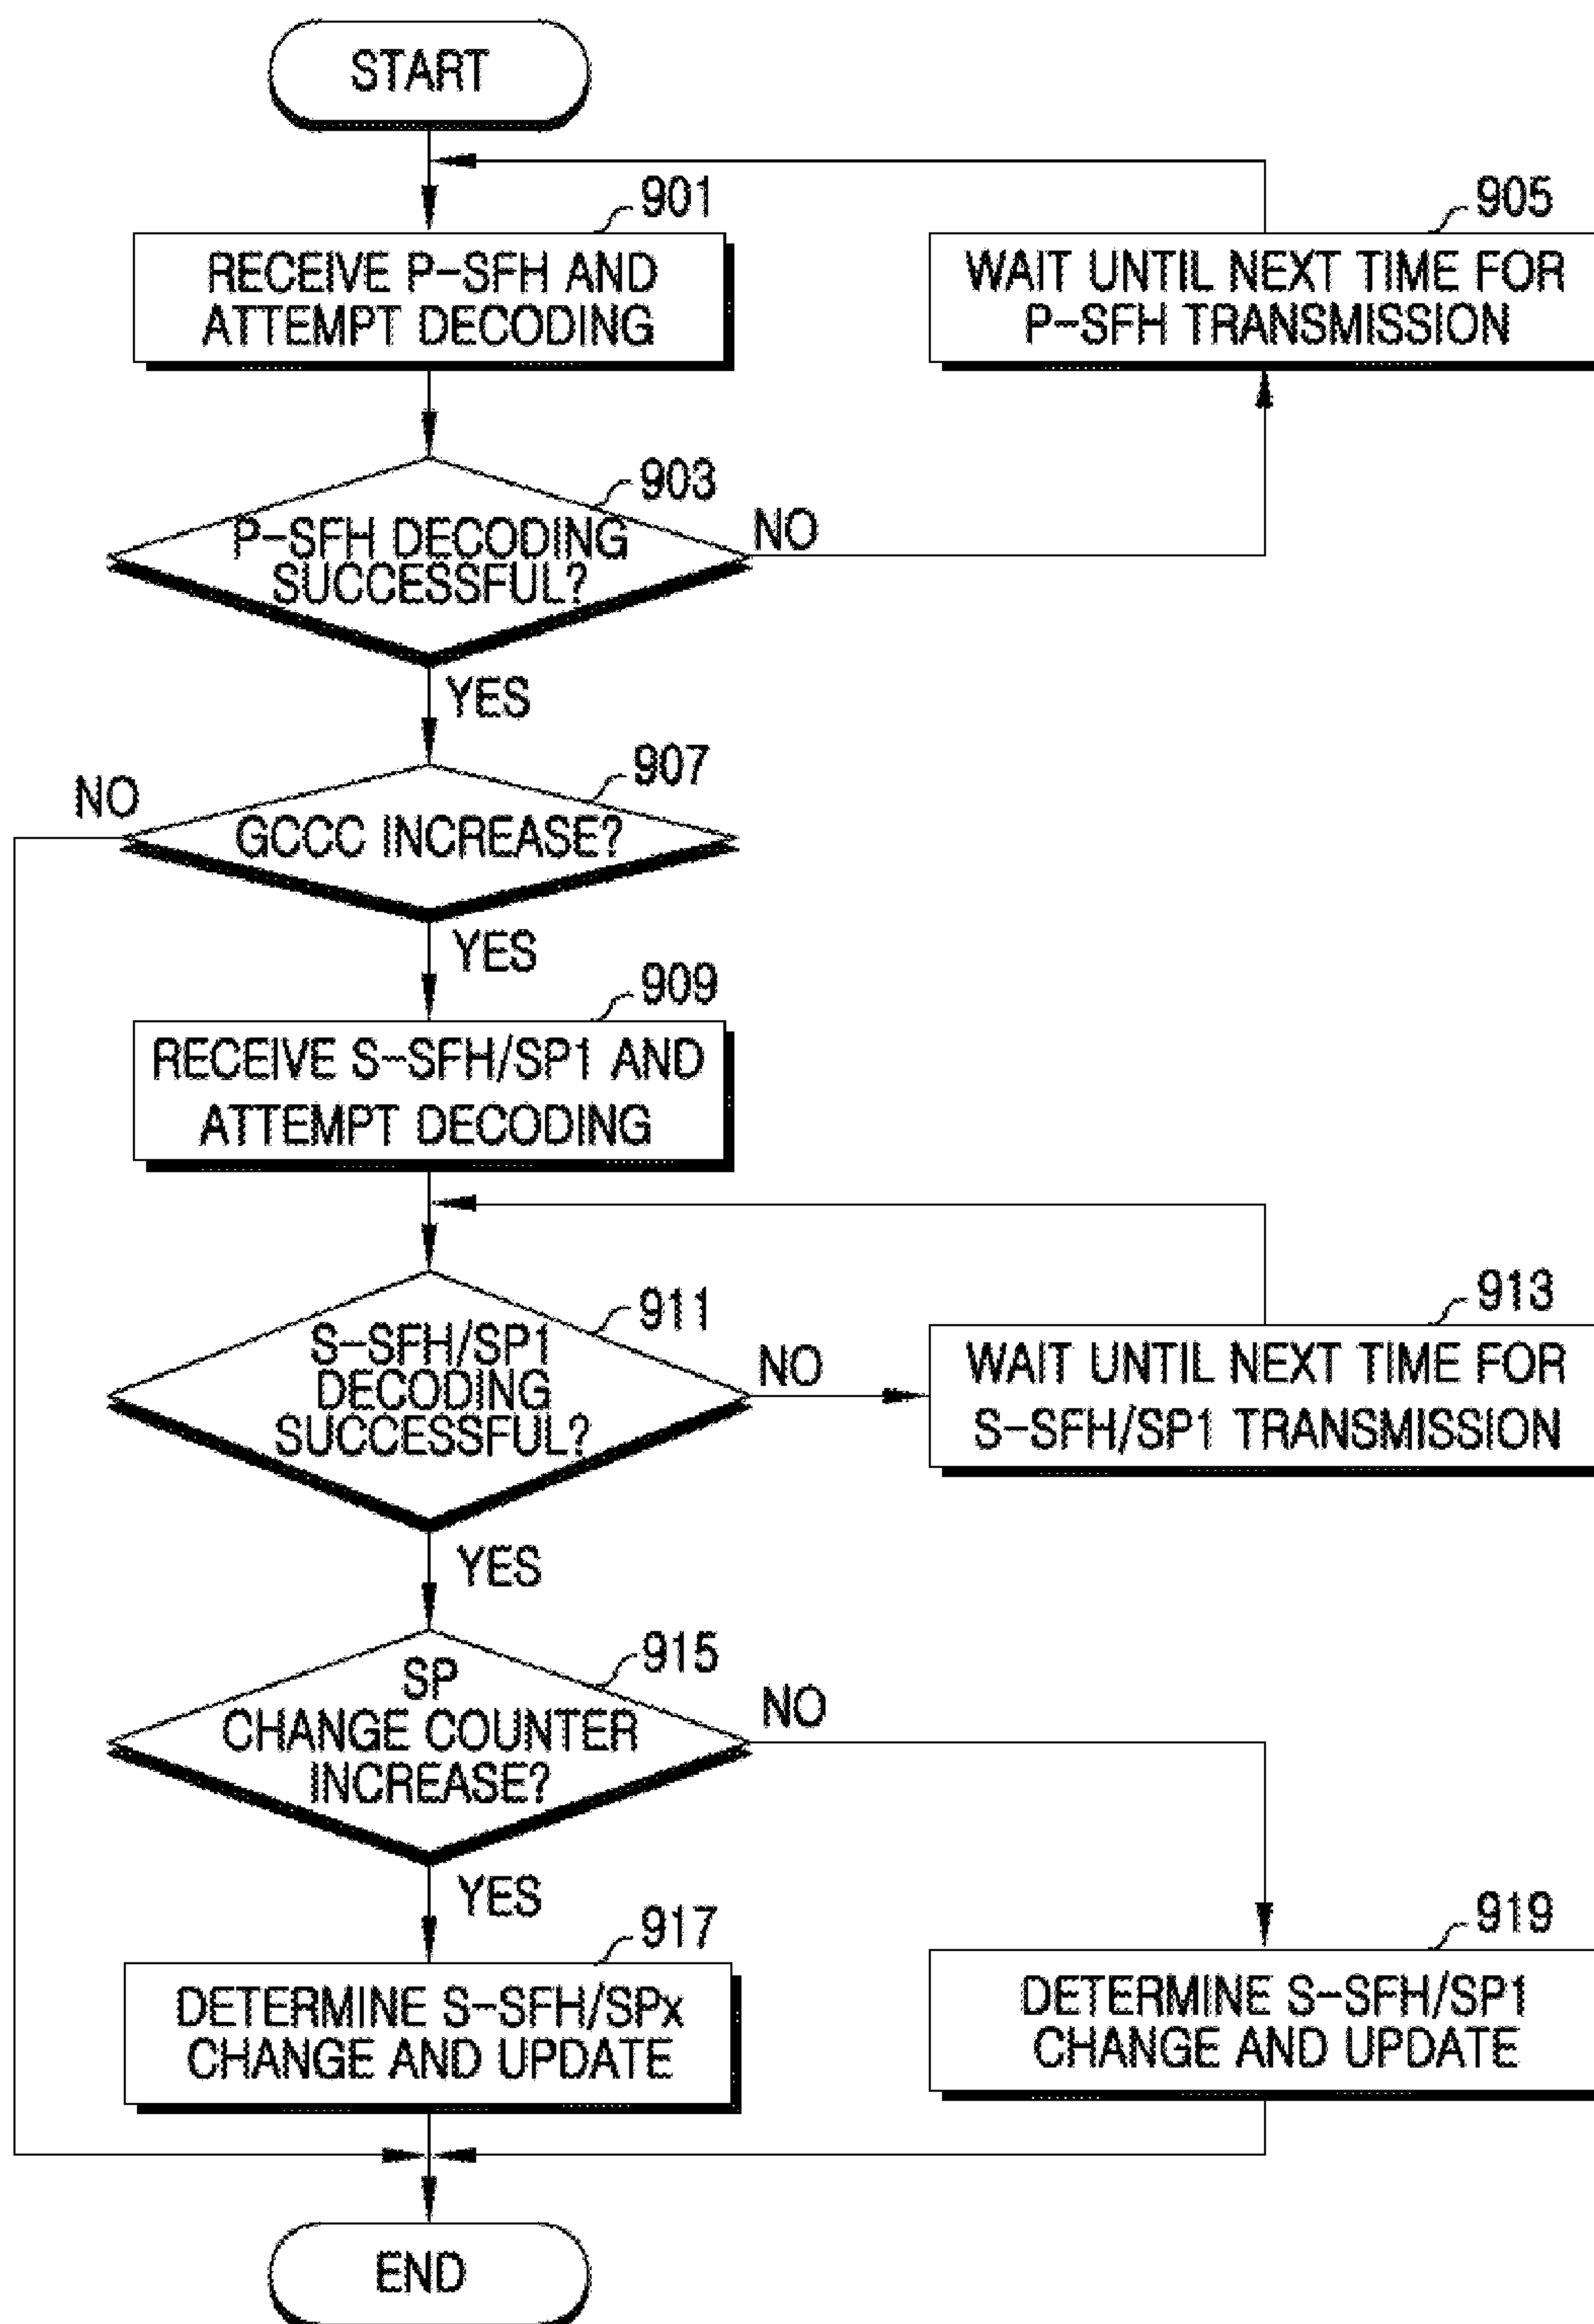 START
901
RECEIVE P-SFH AND
ATTEMPT DECODING
905
WAIT UNTIL NEXT TIME FOR
P-SFH TRANSMISSION
903
P-SFH DECODING
SUCCESSFUL?
NO
YES
907
NO
GCCC INCREASE?
YES
909
RECEIVE S-SFH/SP1 AND
ATTEMPT DECODING
911
S-SFH/SP1
DECODING
SUCCESSFUL?
NO
913
WAIT UNTIL NEXT TIME FOR
S-SFH/SP1 TRANSMISSION
YES
915
SP
CHANGE COUNTER
INCREASE?
NO
YES
917
DETERMINE S-SFH/SPx
CHANGE AND UPDATE
919
DETERMINE S-SFH/SP1
CHANGE AND UPDATE
END